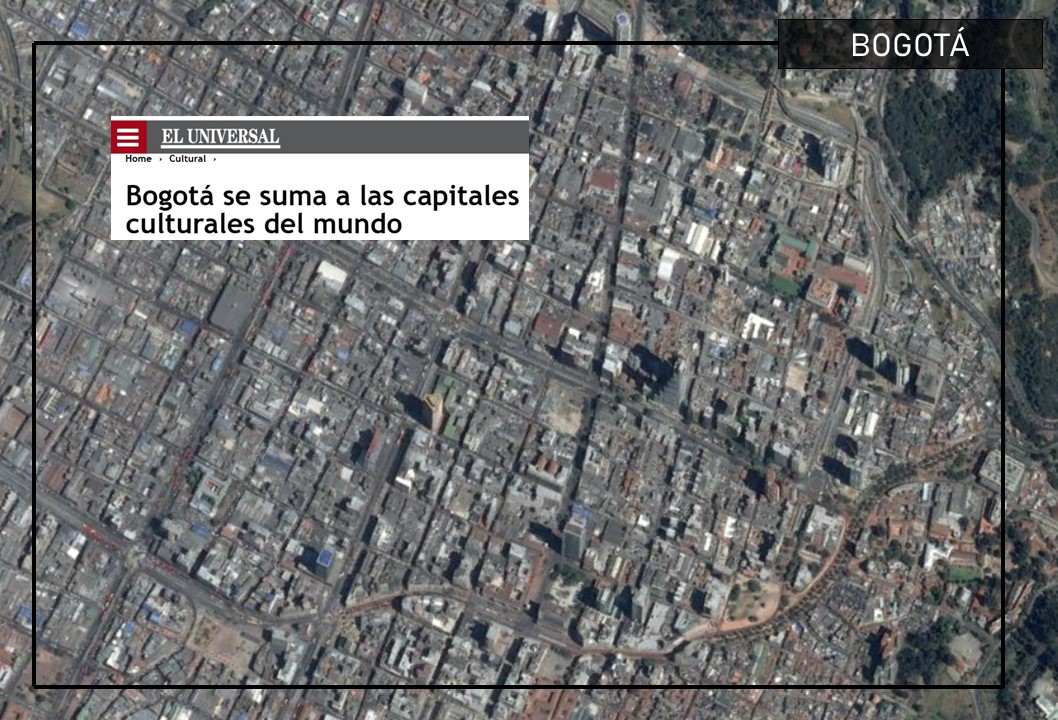 BOGOTÁ
EL UNIVERSAL
Home › Cultural ›
Bogotá se suma a las capitales
culturales del mundo